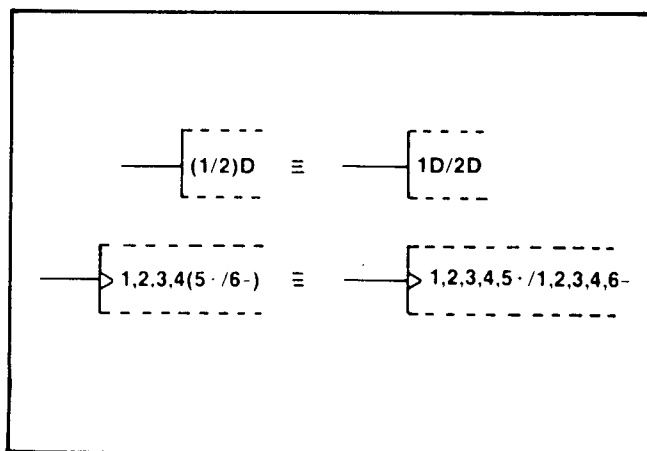 (1/2)D ≡ 1D/2D
1,2,3,4(5·/6-) ≡ 1,2,3,4,5·/1,2,3,4,6-